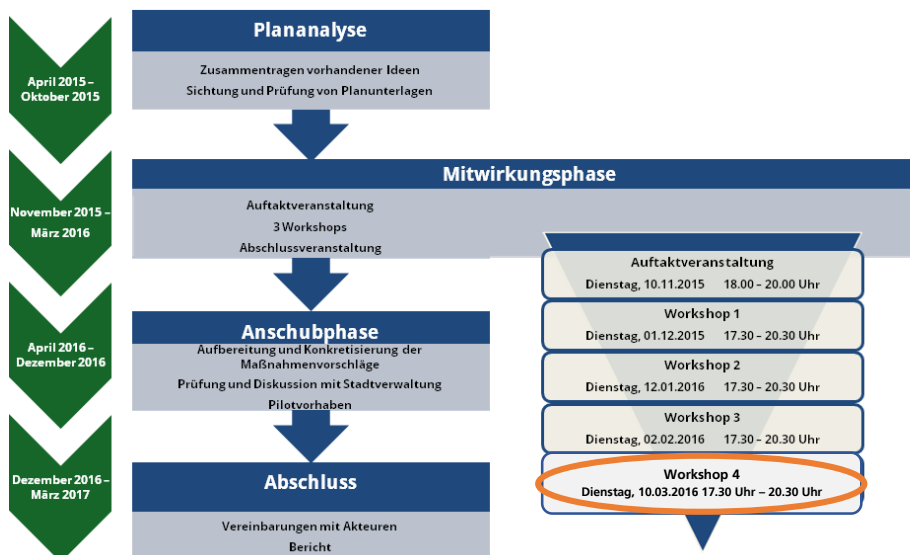 April 2015 –
Oktober 2015
Plananalyse
Zusammentragen vorhandener Ideen
Sichtung und Prüfung von Planunterlagen
November 2015 –
März 2016
Mitwirkungsphase
Auftaktveranstaltung
3 Workshops
Abschlussveranstaltung
Auftaktveranstaltung
Dienstag, 10.11.2015 18.00 – 20.00 Uhr
Workshop 1
Dienstag, 01.12.2015 17.30 – 20.30 Uhr
Workshop 2
Dienstag, 12.01.2016 17.30 – 20.30 Uhr
Workshop 3
Dienstag, 02.02.2016 17.30 – 20.30 Uhr
Workshop 4
Dienstag, 10.03.2016 17.30 Uhr – 20.30 Uhr
April 2016 –
Dezember 2016
Anschubphase
Aufbereitung und Konkretisierung der
Maßnahmenvorschläge
Prüfung und Diskussion mit Stadtverwaltung
Pilotvorhaben
Dezember 2016 –
März 2017
Abschluss
Vereinbarungen mit Akteuren
Bericht